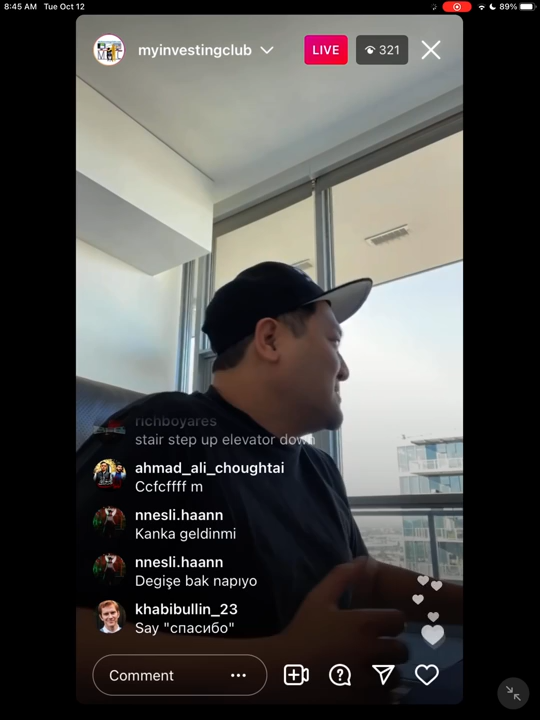 8:45 AM Tue Oct 12
89%
myinvestingclub
LIVE
321
richboyares
stair step up elevator down
ahmad_ali_choughtai
Ccfcffff m
nnesli.haann
Kanka geldinmi
nnesli.haann
Degişe bak napıyo
khabibullin_23
Say "спасибо"
Comment